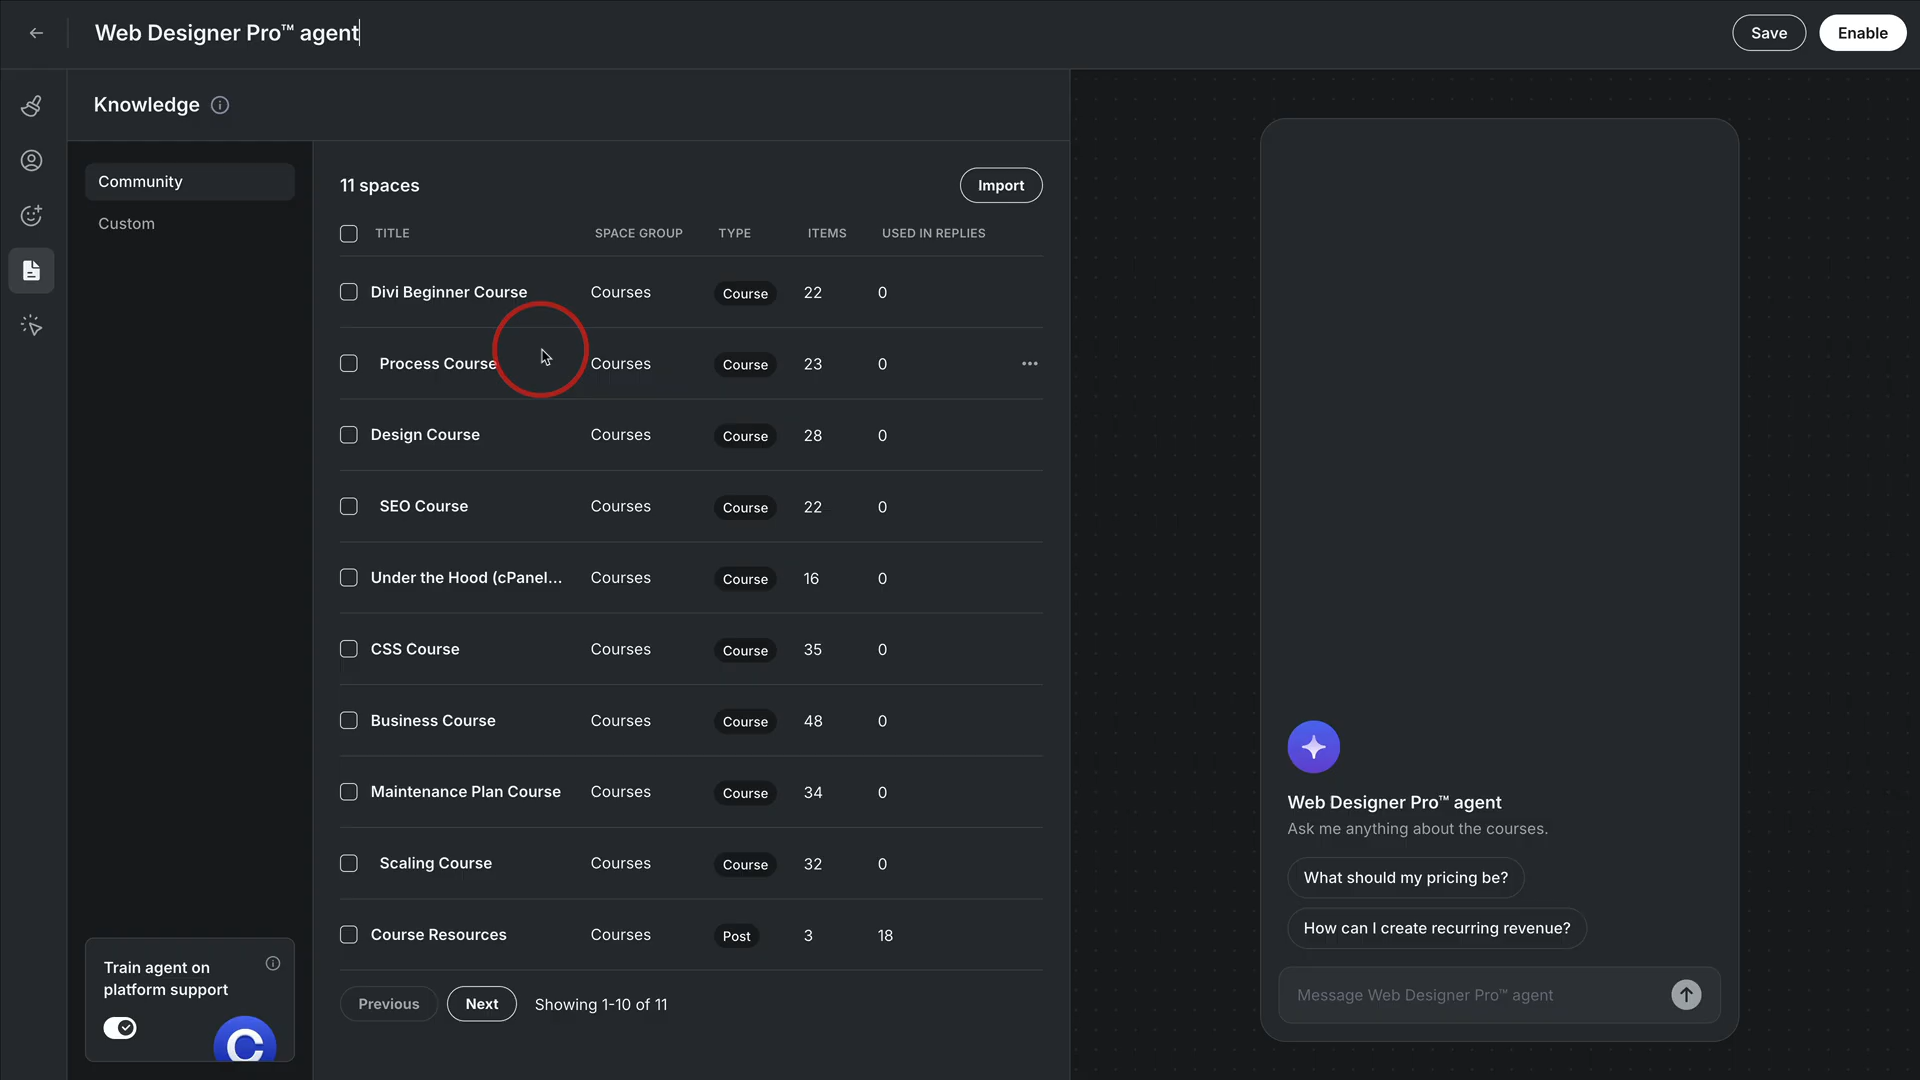 Web Designer Pro™ agent
Save
Enable
Knowledge
Community
Custom
11 spaces
Import
TITLE SPACE GROUP TYPE ITEMS USED IN REPLIES
Divi Beginner Course Courses Course 22 0
Process Course Courses Course 23 0
Design Course Courses Course 28 0
SEO Course Courses Course 22 0
Under the Hood (cPanel... Courses Course 16 0
CSS Course Courses Course 35 0
Business Course Courses Course 48 0
Maintenance Plan Course Courses Course 34 0
Scaling Course Courses Course 32 0
Course Resources Courses Post 3 18
Previous Next Showing 1-10 of 11
Train agent on
platform support
C
Web Designer Pro™ agent
Ask me anything about the courses.
What should my pricing be?
How can I create recurring revenue?
Message Web Designer Pro™ agent